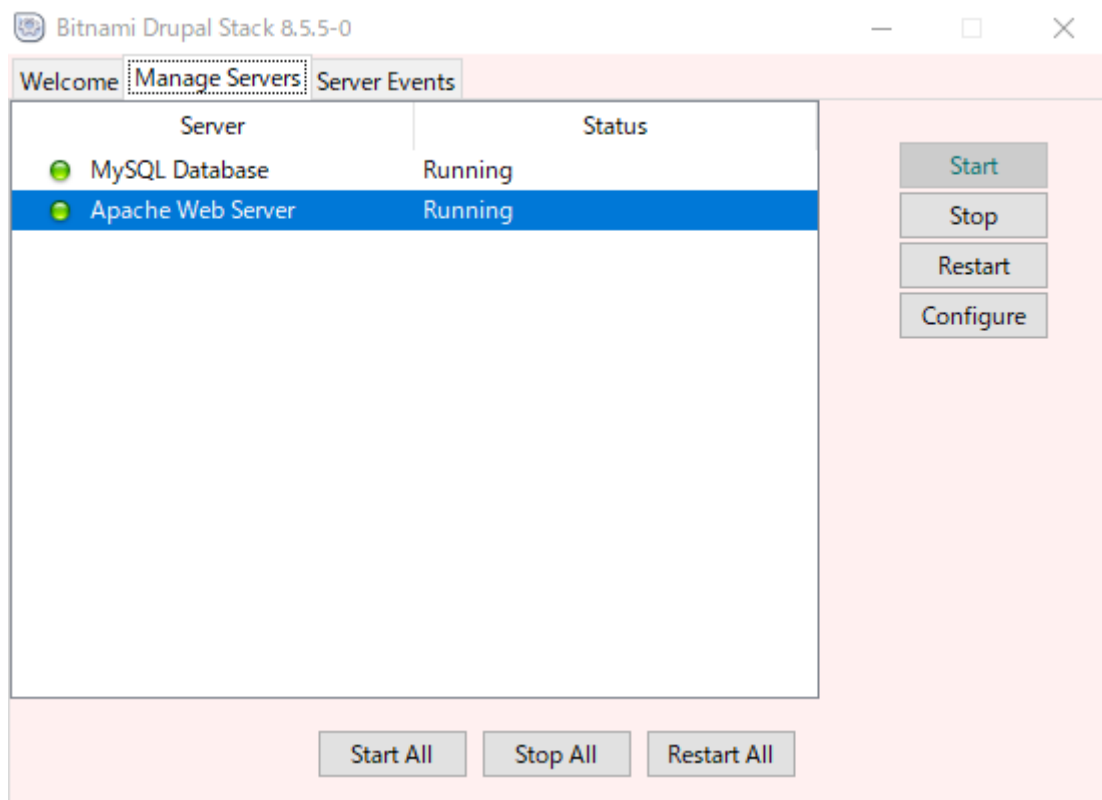 Bitnami Drupal Stack 8.5.5-0
Welcome Manage Servers Server Events
Server Status
MySQL Database Running
Apache Web Server Running
Start
Stop
Restart
Configure
Start All Stop All Restart All